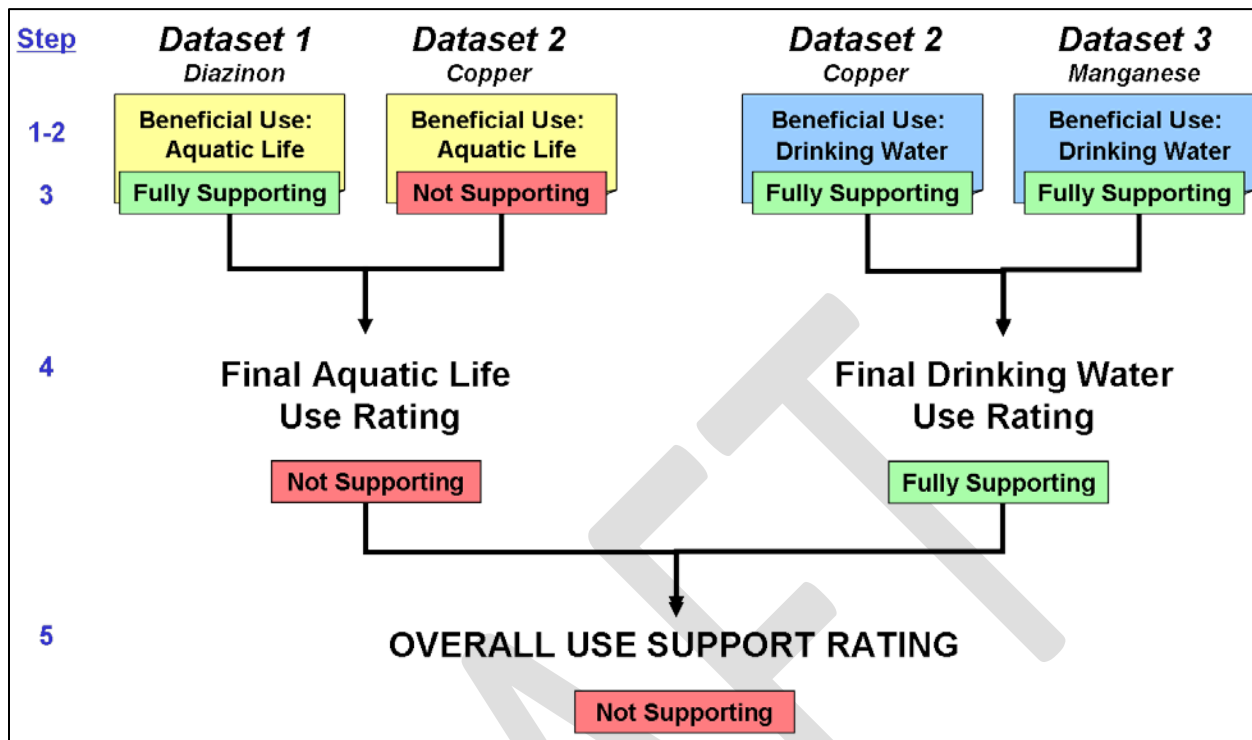 Step
Dataset 1
Dataset 2
Dataset 2
Dataset 3
Diazinon
Copper
Copper
Manganese
1-2
Beneficial Use:
Aquatic Life
Beneficial Use:
Aquatic Life
Beneficial Use:
Drinking Water
Beneficial Use:
Drinking Water
3
Fully Supporting
Not Supporting
Fully Supporting
Fully Supporting
4
Final Aquatic Life
Use Rating
Final Drinking Water
Use Rating
Not Supporting
Fully Supporting
5
OVERALL USE SUPPORT RATING
Not Supporting